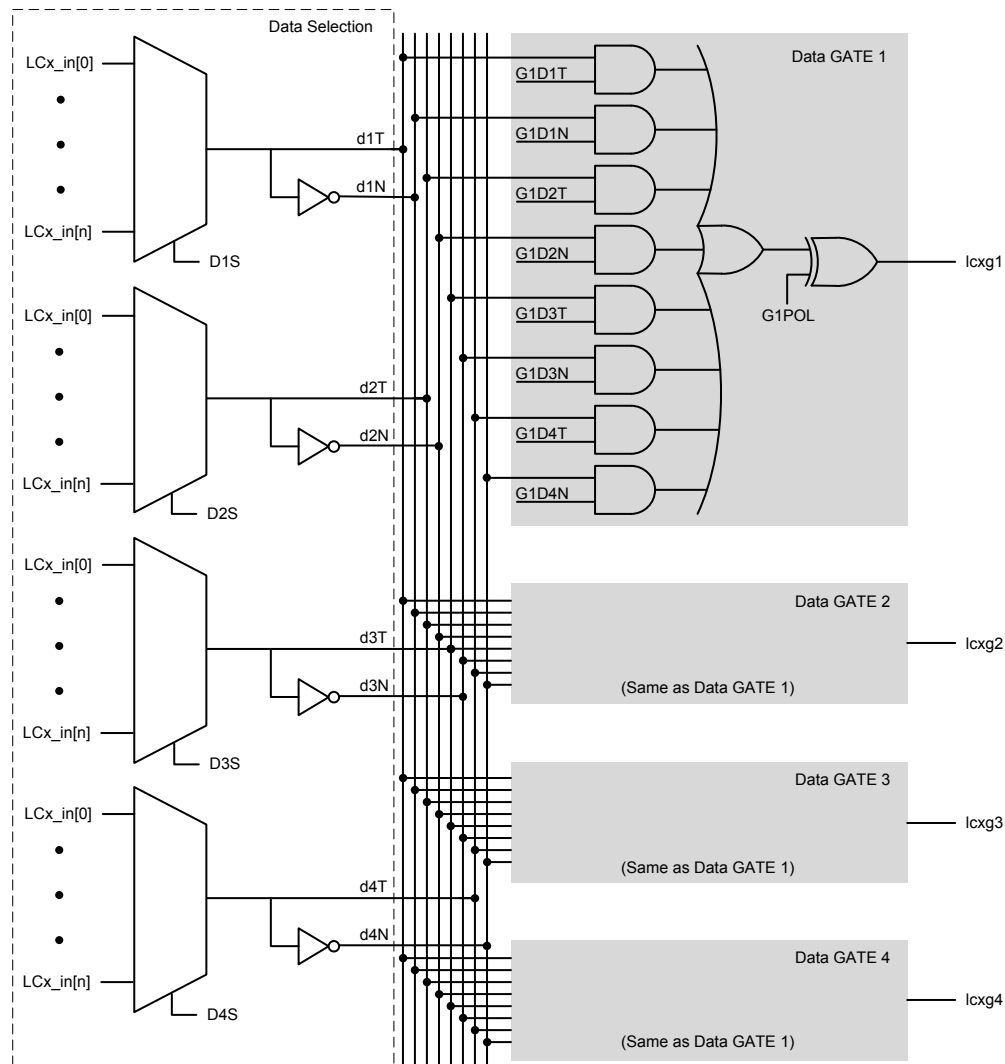 Data Selection
LCx_in[0]
LCx_in[n]
D1S
d1T
d1N
LCx_in[0]
LCx_in[n]
D2S
d2T
d2N
LCx_in[0]
LCx_in[n]
D3S
d3T
d3N
LCx_in[0]
LCx_in[n]
D4S
d4T
d4N
Data GATE 1
G1D1T
G1D1N
G1D2T
G1D2N
G1D3T
G1D3N
G1D4T
G1D4N
G1POL
lcxg1
Data GATE 2
(Same as Data GATE 1)
lcxg2
Data GATE 3
(Same as Data GATE 1)
lcxg3
Data GATE 4
(Same as Data GATE 1)
lcxg4